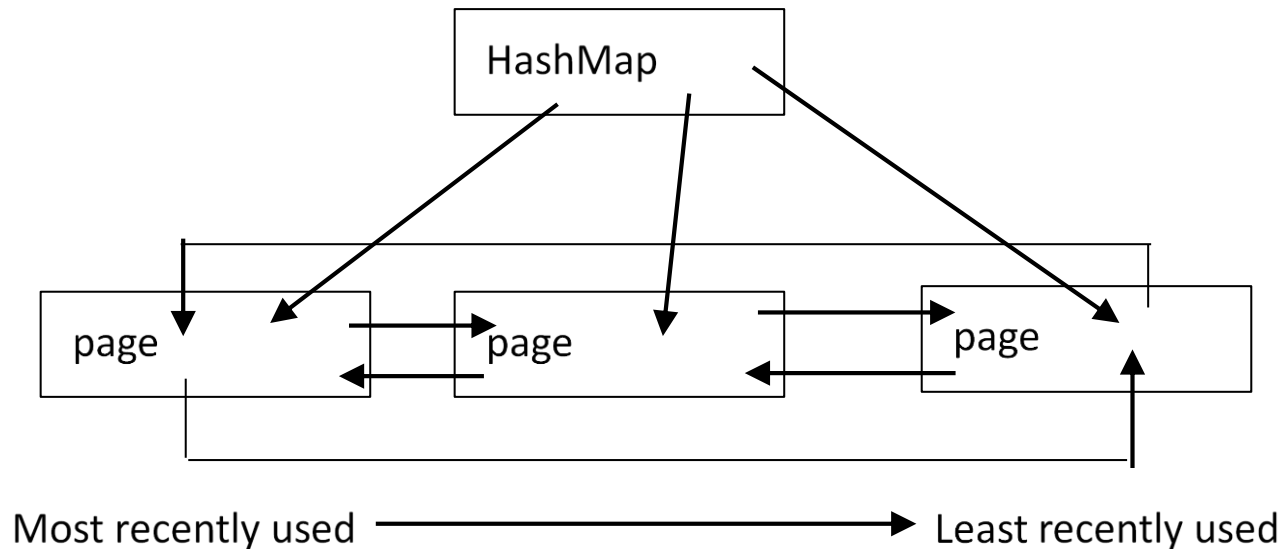 HashMap
page
page
page
Most recently used
Least recently used